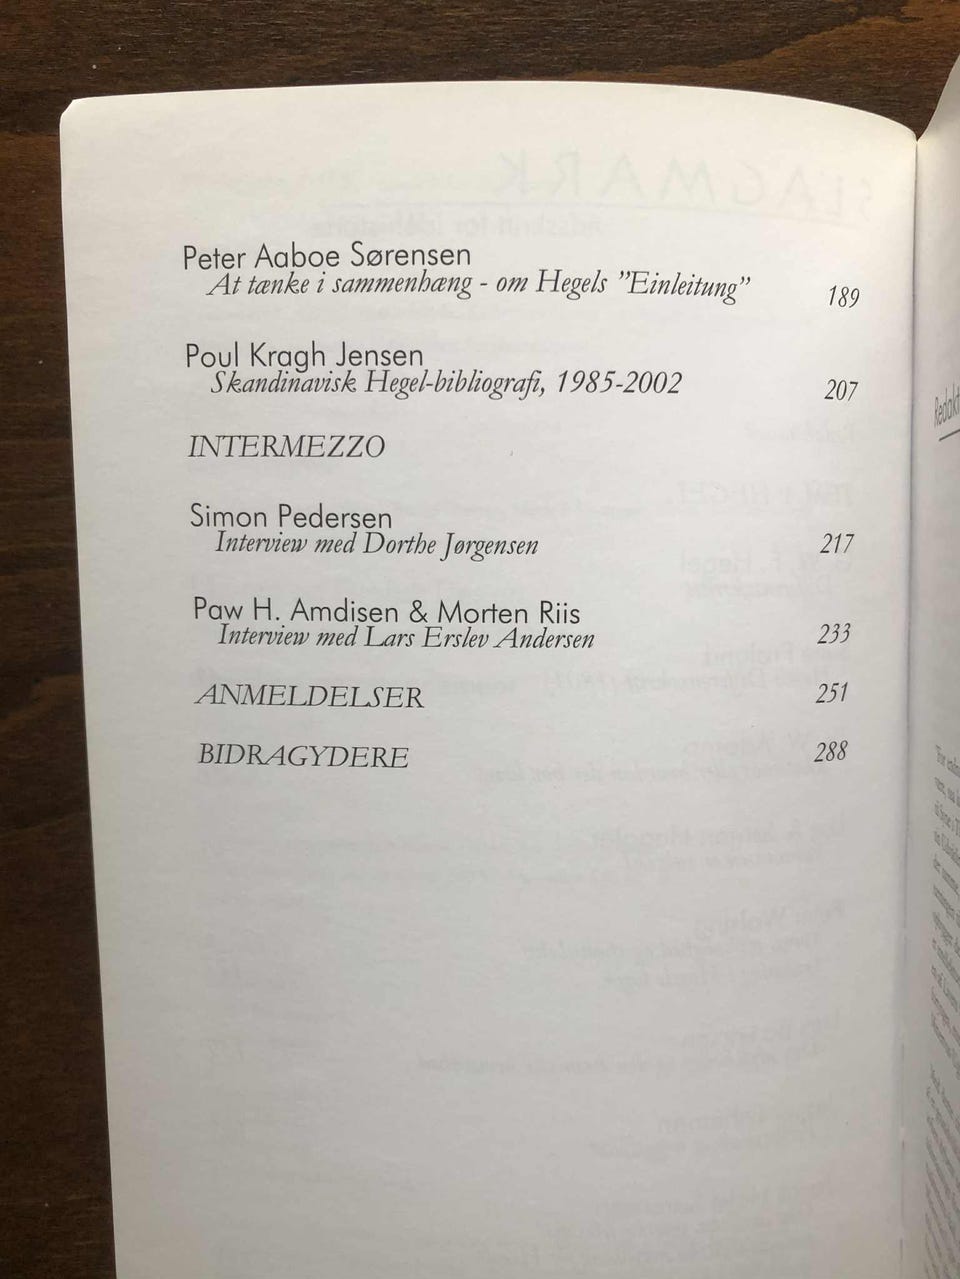 Peter Aaboe Sørensen
At tænke i sammenhæng - om Hegels ”Einleitung” 189
Poul Kragh Jensen
Skandinavisk Hegel-bibliografi, 1985-2002 207
INTERMEZZO
Simon Pedersen
Interview med Dorthe Jørgensen 217
Paw H. Amdisen & Morten Riis
Interview med Lars Erslev Andersen 233
ANMELDELSER 251
BIDRAGYDERE 288